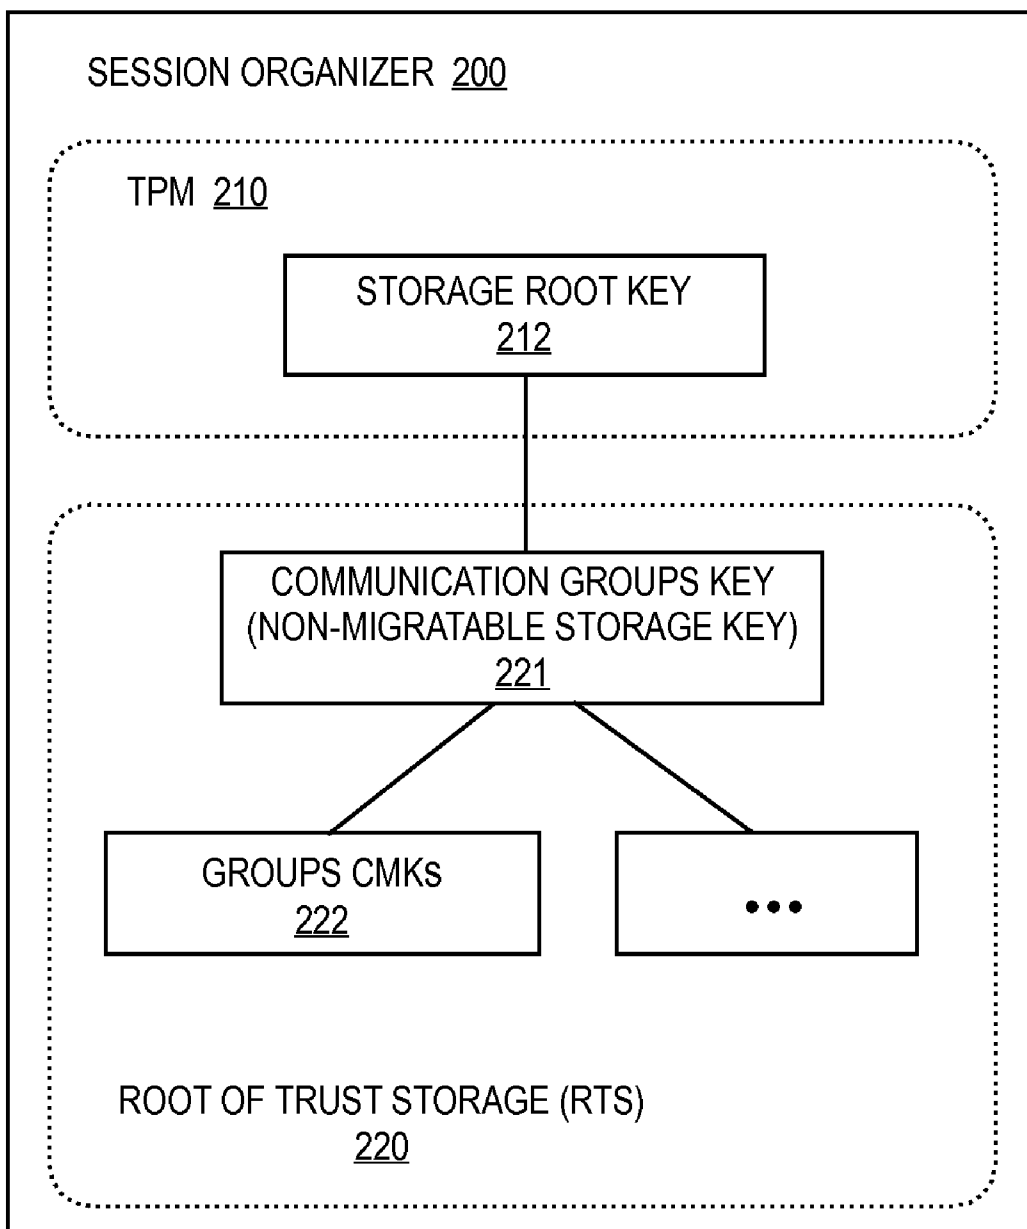 SESSION ORGANIZER 200
TPM 210
STORAGE ROOT KEY
212
COMMUNICATION GROUPS KEY
(NON-MIGRATABLE STORAGE KEY)
221
GROUPS CMKs
222
•••
ROOT OF TRUST STORAGE (RTS)
220